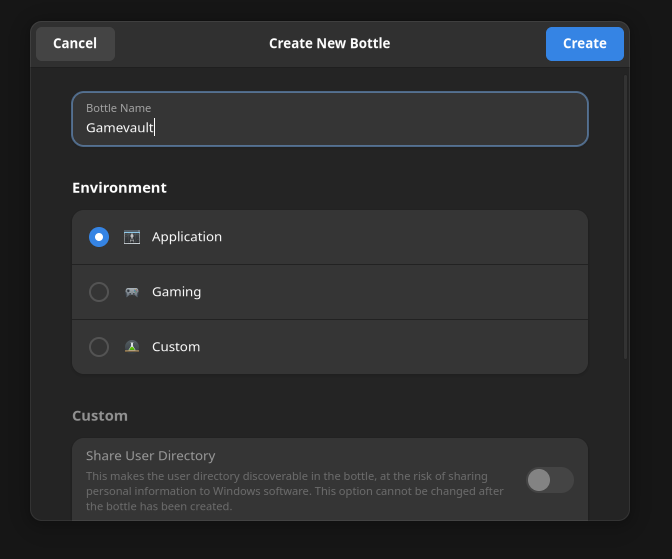 Cancel
Create New Bottle
Create
Bottle Name
Gamevault
Environment
Application
Gaming
Custom
Custom
Share User Directory
This makes the user directory discoverable in the bottle, at the risk of sharing
personal information to Windows software. This option cannot be changed after
the bottle has been created.